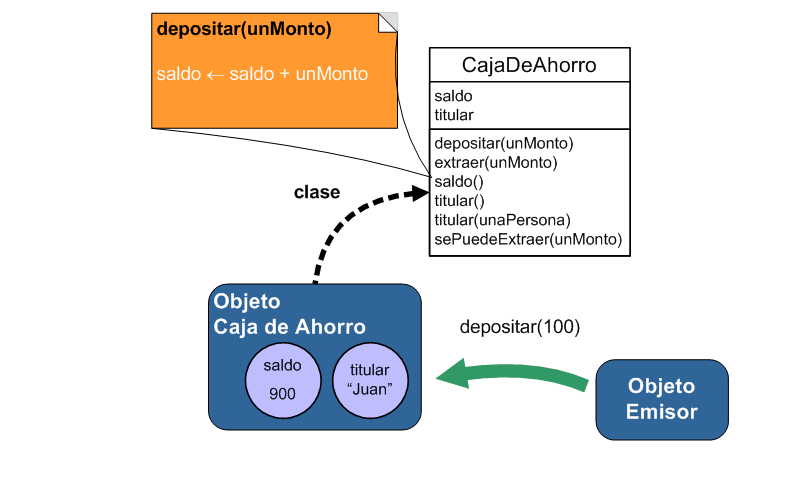 depositar(unMonto)
saldo ← saldo + unMonto
CajaDeAhorro
saldo
titular
depositar(unMonto)
extraer(unMonto)
saldo()
titular()
titular(unaPersona)
sePuedeExtraer(unMonto)
clase
Objeto
Caja de Ahorro
saldo
900
titular
“Juan”
depositar(100)
Objeto
Emisor